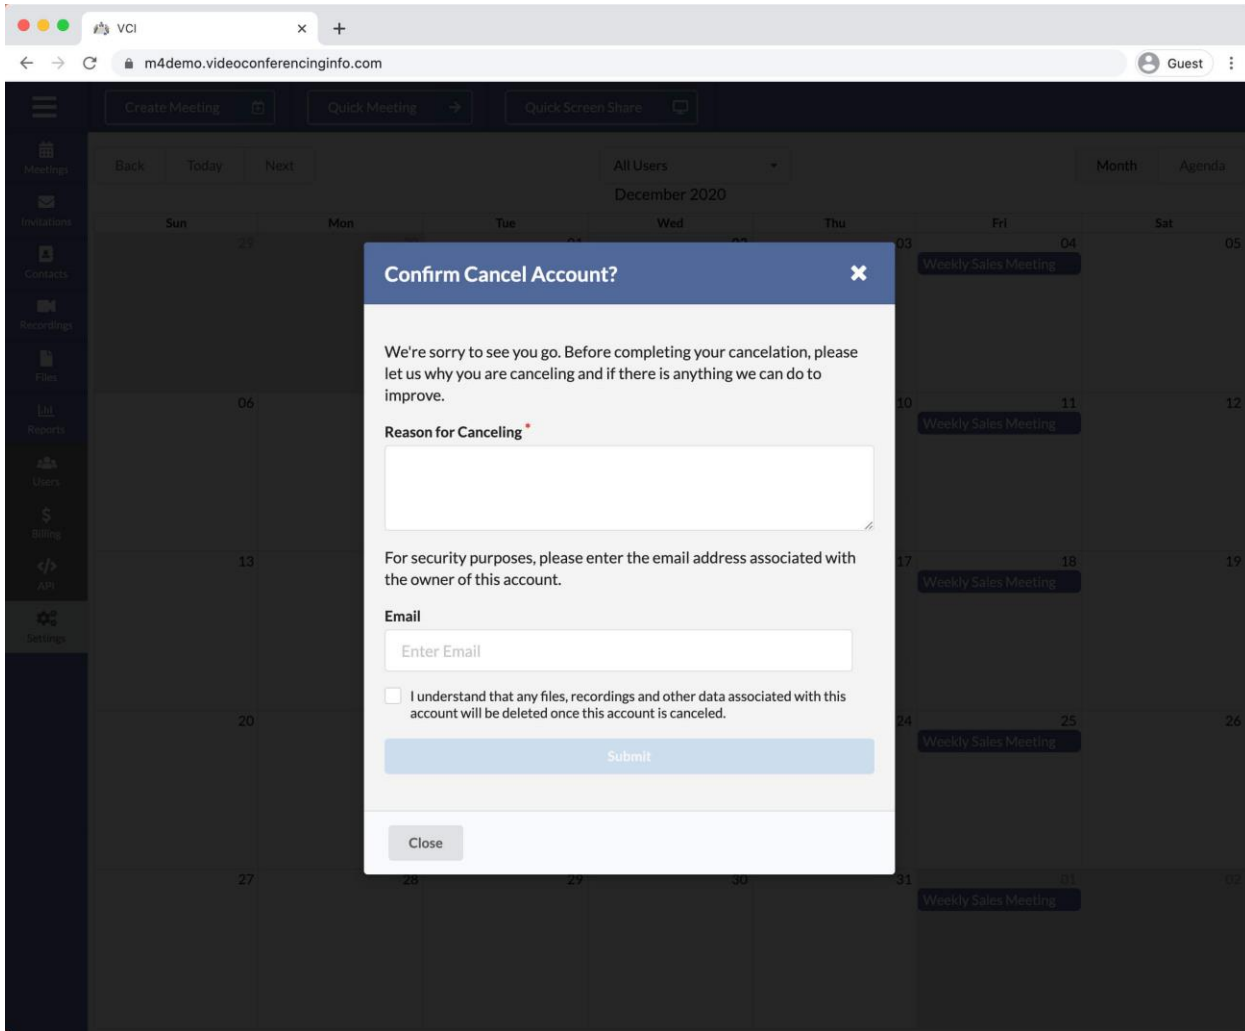 VCI
m4demo.videoconferencinginfo.com
Guest
Create Meeting
Quick Meeting
Quick Screen Share
Meetings
Invitations
Contacts
Recordings
Files
Reports
Users
$
Billing
</>
API
Settings
Back Today Next
All Users
Month Agenda
December 2020
Sun Mon Tue Wed Thu Fri Sat
29 01 02 03 04 05
Weekly Sales Meeting
06 10 11 12
Weekly Sales Meeting
13 17 18 19
Weekly Sales Meeting
20 24 25 26
Weekly Sales Meeting
27 28 29 30 31 01 02
Weekly Sales Meeting
Confirm Cancel Account?
We're sorry to see you go. Before completing your cancelation, please
let us why you are canceling and if there is anything we can do to
improve.
Reason for Canceling *
For security purposes, please enter the email address associated with
the owner of this account.
Email
Enter Email
I understand that any files, recordings and other data associated with this
account will be deleted once this account is canceled.
Submit
Close